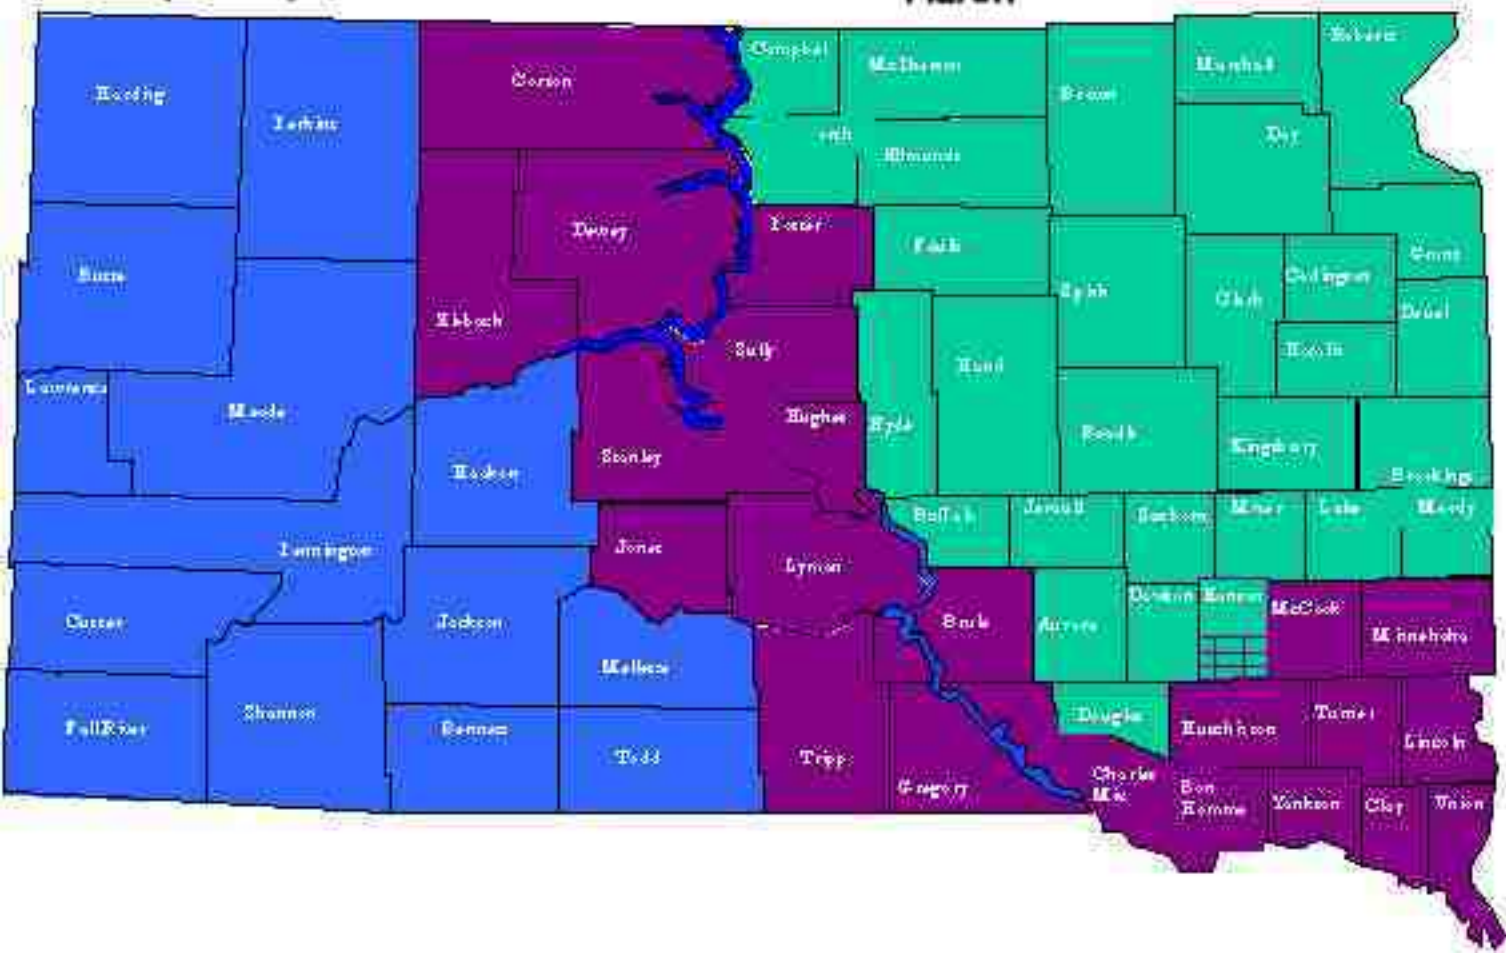 Campbel
Roberts
Marshall
Corson
Harding
Perkins
Brown
Day
Edmunds
Dewey
Potter
Faulk
Grant
Butte
Codington
Clark
Spink
Deuel
Ziebach
Sully
Hamlin
Hand
Lawrence
Meade
Hughes
Hyde
Beadle
Kingsbury
Stanley
Haakon
Brookings
Buffalo
Jerauld
Sanborn
Miner
Lake
Moody
Jones
Pennington
Lyman
Custer
Jackson
Brule
Aurora
Davison
Hanson
McCook
Minnehaha
Mellette
Shannon
Fall River
Bennett
Todd
Tripp
Gregory
Douglas
Hutchinson
Turner
Lincoln
Charles
Mix
Bon
Homme
Yankton
Clay
Union